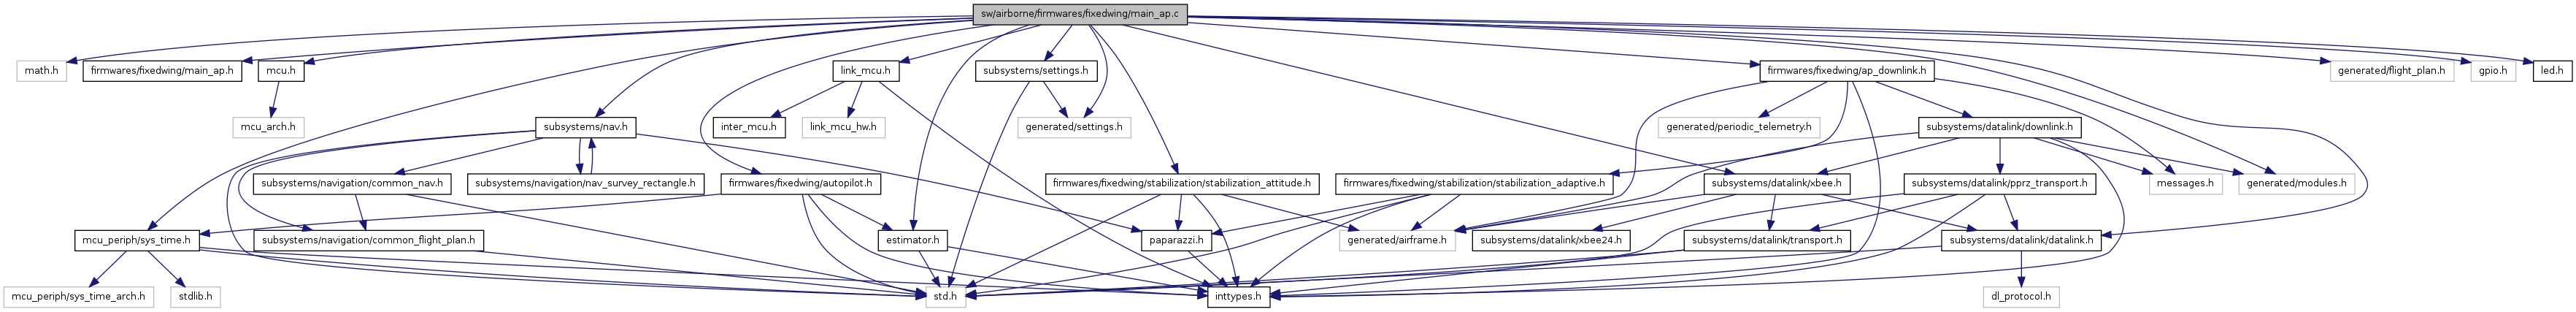 sw/airborne/firmwares/fixedwing/main_ap.c
math.h
firmwares/fixedwing/main_ap.h
mcu.h
link_mcu.h
subsystems/settings.h
firmwares/fixedwing/ap_downlink.h
generated/flight_plan.h
gpio.h
led.h
mcu_arch.h
subsystems/nav.h
inter_mcu.h
link_mcu_hw.h
generated/settings.h
generated/periodic_telemetry.h
subsystems/datalink/downlink.h
subsystems/navigation/common_nav.h
subsystems/navigation/nav_survey_rectangle.h
firmwares/fixedwing/autopilot.h
firmwares/fixedwing/stabilization/stabilization_attitude.h
firmwares/fixedwing/stabilization/stabilization_adaptive.h
subsystems/datalink/xbee.h
subsystems/datalink/pprz_transport.h
messages.h
generated/modules.h
mcu_periph/sys_time.h
subsystems/navigation/common_flight_plan.h
estimator.h
paparazzi.h
generated/airframe.h
subsystems/datalink/xbee24.h
subsystems/datalink/transport.h
subsystems/datalink/datalink.h
mcu_periph/sys_time_arch.h
stdlib.h
std.h
inttypes.h
dl_protocol.h